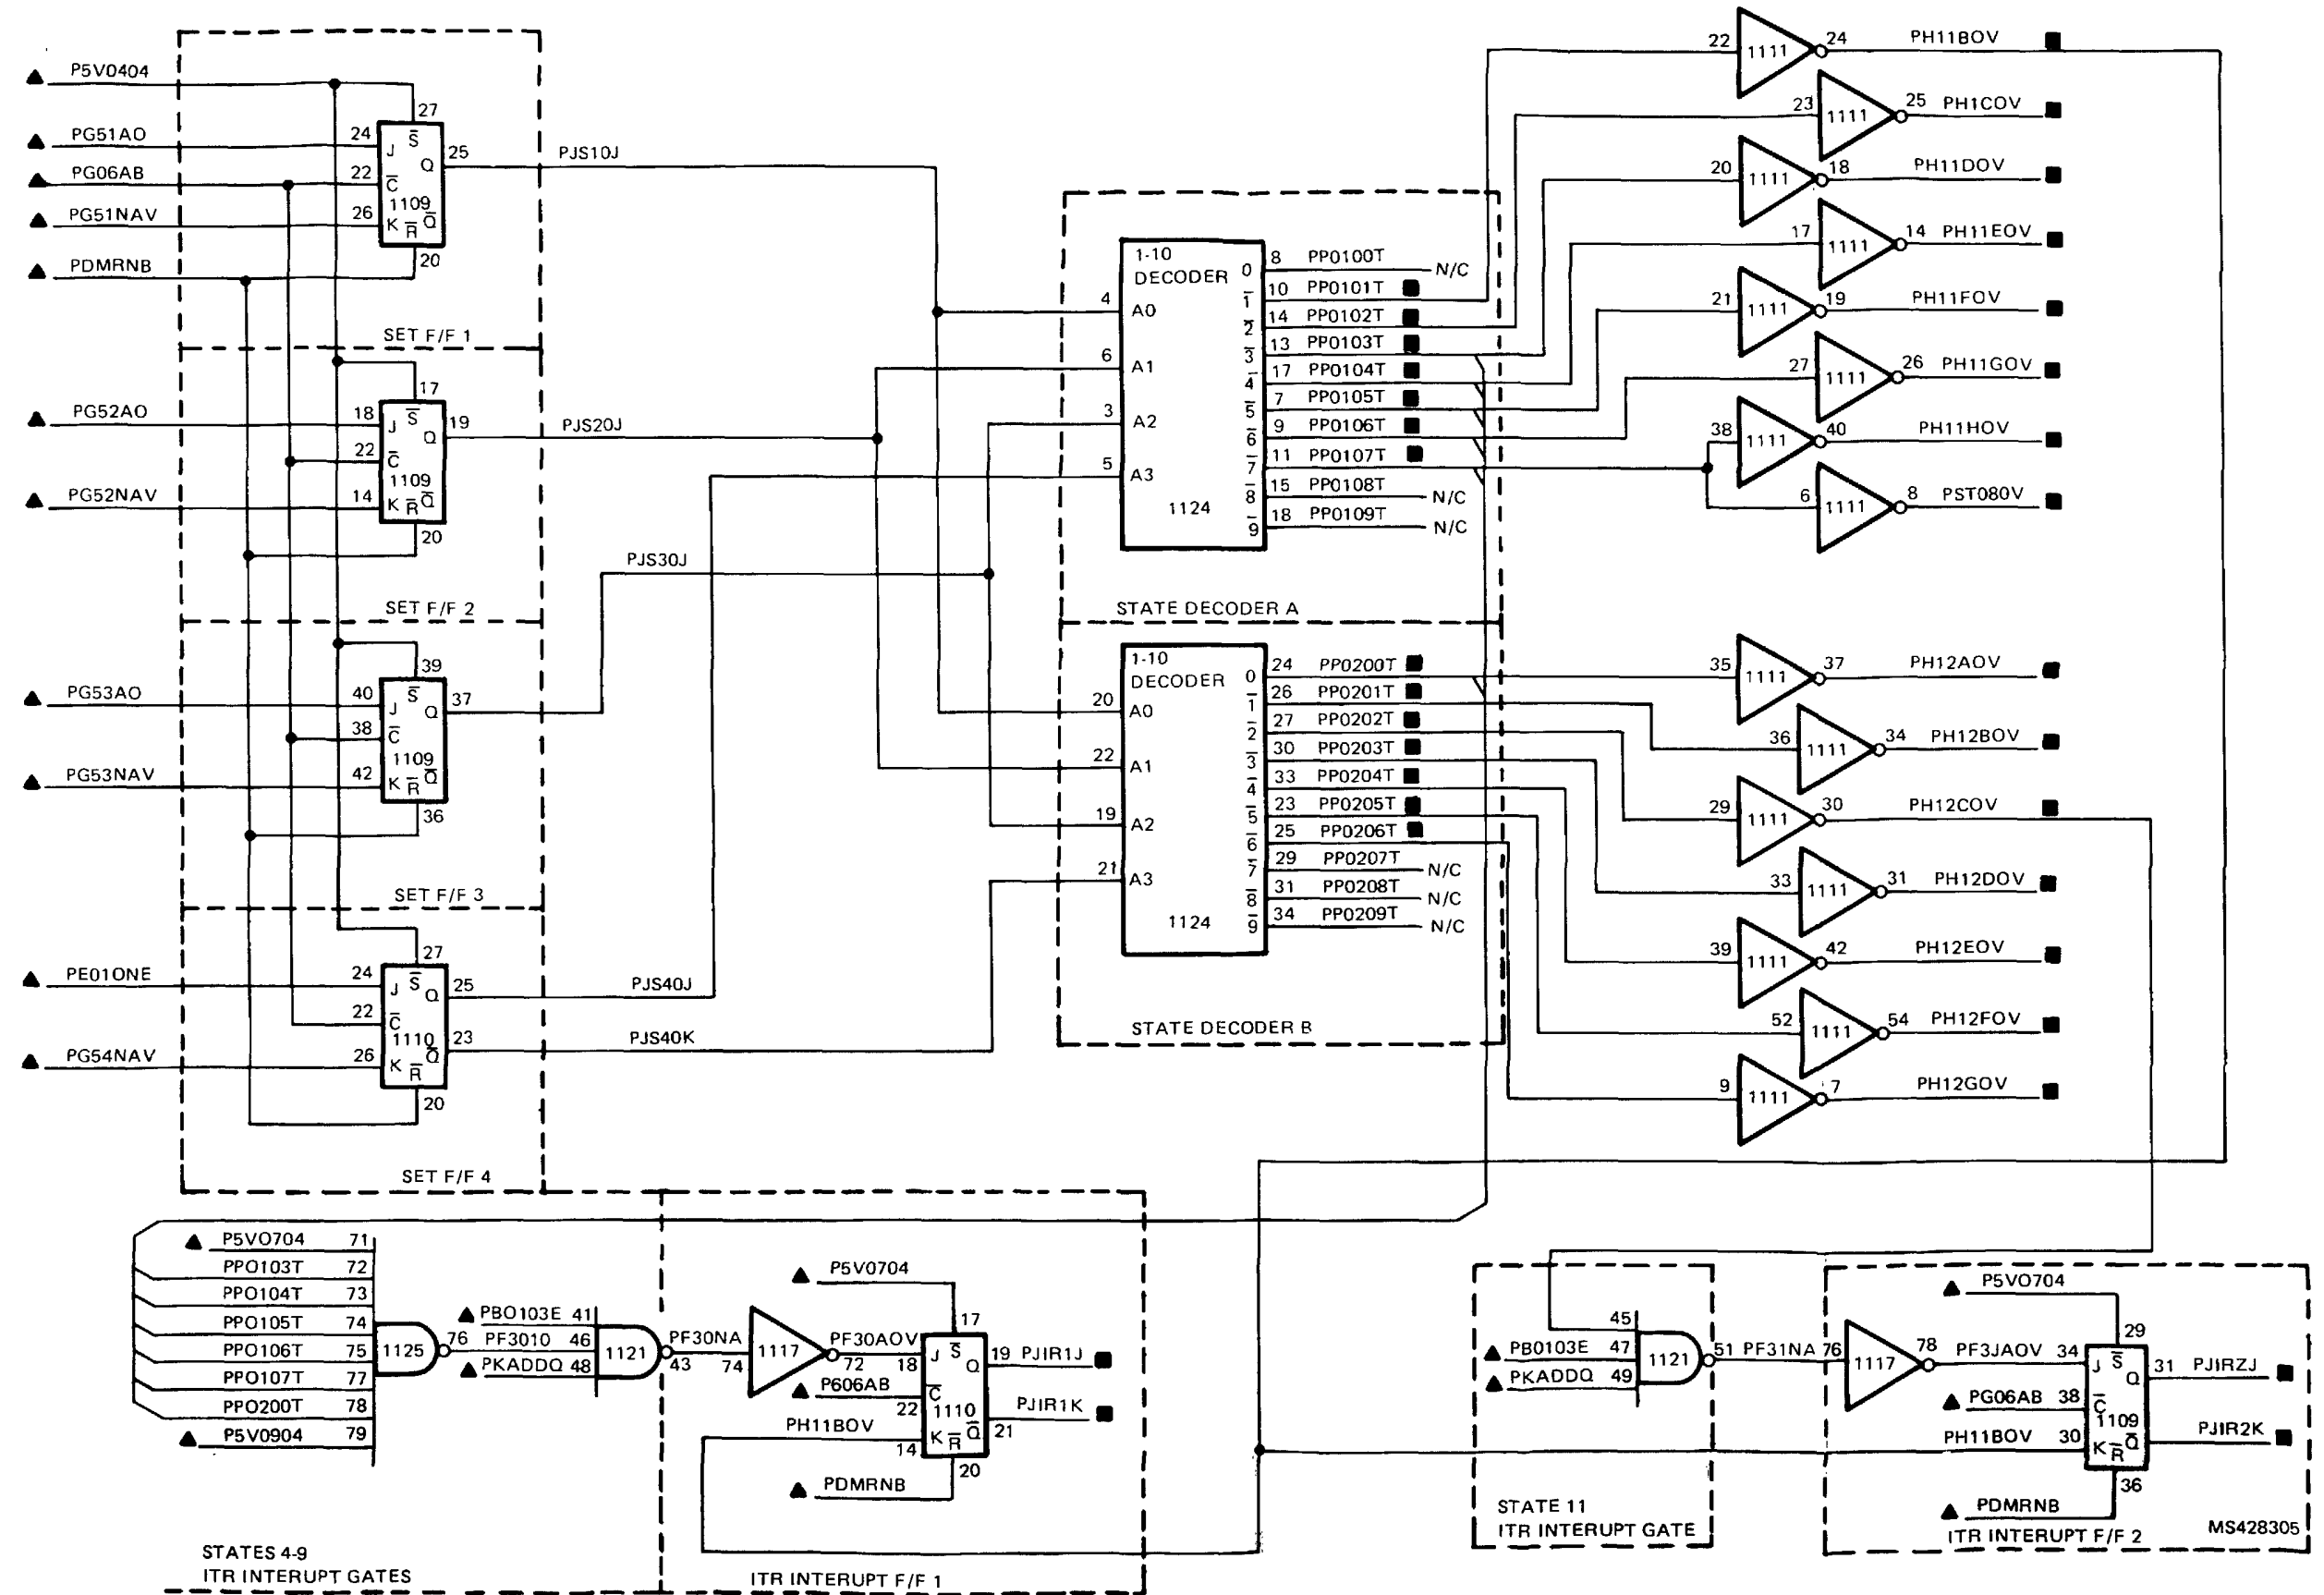 P5V0404
27
PG51AO
24
J
S
Q
25
PJS10J
PG06AB
22
C
1109
PG51NAV
26
K
R
Q
PDMRNB
20
SET F/F 1
17
PG52AO
18
J
S
Q
19
PJS20J
22
C
1109
PG52NAV
14
K
R
Q
20
SET F/F 2
PJS30J
39
PG53AO
40
J
S
Q
37
38
C
1109
PG53NAV
42
K
R
Q
36
SET F/F 3
27
PE01ONE
24
J
S
Q
25
PJS40J
22
C
1110
Q
23
PJS40K
PG54NAV
26
K
R
20
SET F/F 4
1-10
DECODER
4 A0
6 A1
3 A2
5 A3
1124
0 8 PP0100T N/C
1 10 PP0101T
2 14 PP0102T
3 13 PP0103T
4 17 PP0104T
5 7 PP0105T
6 9 PP0106T
7 11 PP0107T
8 15 PP0108T N/C
9 18 PP0109T N/C
STATE DECODER A
1-10
DECODER
20 A0
22 A1
19 A2
21 A3
1124
0 24 PP0200T
1 26 PP0201T
2 27 PP0202T
3 30 PP0203T
4 33 PP0204T
5 23 PP0205T
6 25 PP0206T
7 29 PP0207T N/C
8 31 PP0208T N/C
9 34 PP0209T N/C
STATE DECODER B
22 1111 24 PH11BOV
23 1111 25 PH1COV
20 1111 18 PH11DOV
17 1111 14 PH11EOV
21 1111 19 PH11FOV
27 1111 26 PH11GOV
38 1111 40 PH11HOV
6 1111 8 PST080V
35 1111 37 PH12AOV
36 1111 34 PH12BOV
29 1111 30 PH12COV
33 1111 31 PH12DOV
39 1111 42 PH12EOV
52 1111 54 PH12FOV
9 1111 7 PH12GOV
P5VO704 71
PPO103T 72
PPO104T 73
PPO105T 74
PPO106T 75
PPO107T 77
PPO200T 78
P5V0904 79
1125
76
PBO103E 41
PF3010 46
PKADDQ 48
1121
43
PF30NA
74
1117
72
PF30AOV
18
P5V0704
17
J
S
Q
19 PJIR1J
P606AB
22
C
1110
PJIR1K
21
PH11BOV
14
K
R
Q
20
PDMRNB
STATES 4-9
ITR INTERUPT GATES
ITR INTERUPT F/F 1
45
PB0103E 47
PKADDQ 49
1121
51 PF31NA 76
STATE 11
ITR INTERUPT GATE
1117
78 PF3JAOV 34
P5VO704
29
J
S
Q
31 PJIRZJ
PG06AB 38
C
1109
PH11BOV 30
K
R
Q
PJIR2K
36
PDMRNB
ITR INTERUPT F/F 2
MS428305